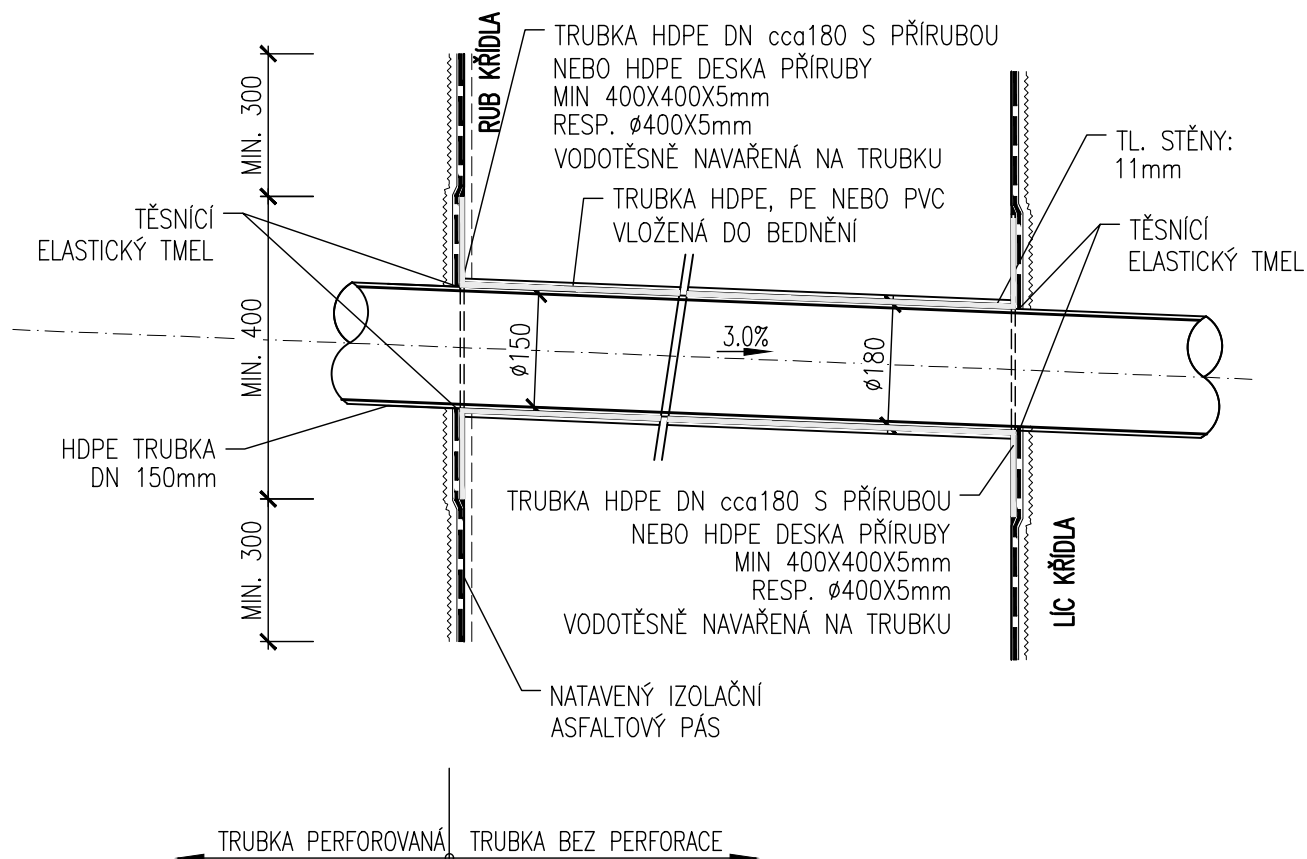 RUB KŘÍDLA
TRUBKA HDPE DN cca180 S PŘÍRUBOU
NEBO HDPE DESKA PŘÍRUBY
MIN 400X400X5mm
RESP. ø400X5mm
VODOTĚSNĚ NAVAŘENÁ NA TRUBKU
MIN. 300
TL. STĚNY:
11mm
TRUBKA HDPE, PE NEBO PVC
VLOŽENÁ DO BEDNĚNÍ
TĚSNÍCÍ
ELASTICKÝ TMEL
TĚSNÍCÍ
ELASTICKÝ TMEL
MIN. 400
ø150
3.0%
ø180
HDPE TRUBKA
DN 150mm
TRUBKA HDPE DN cca180 S PŘÍRUBOU
NEBO HDPE DESKA PŘÍRUBY
MIN 400X400X5mm
RESP. ø400X5mm
VODOTĚSNĚ NAVAŘENÁ NA TRUBKU
MIN. 300
LÍC KŘÍDLA
NATAVENÝ IZOLAČNÍ
ASFALTOVÝ PÁS
TRUBKA PERFOROVANÁ
TRUBKA BEZ PERFORACE